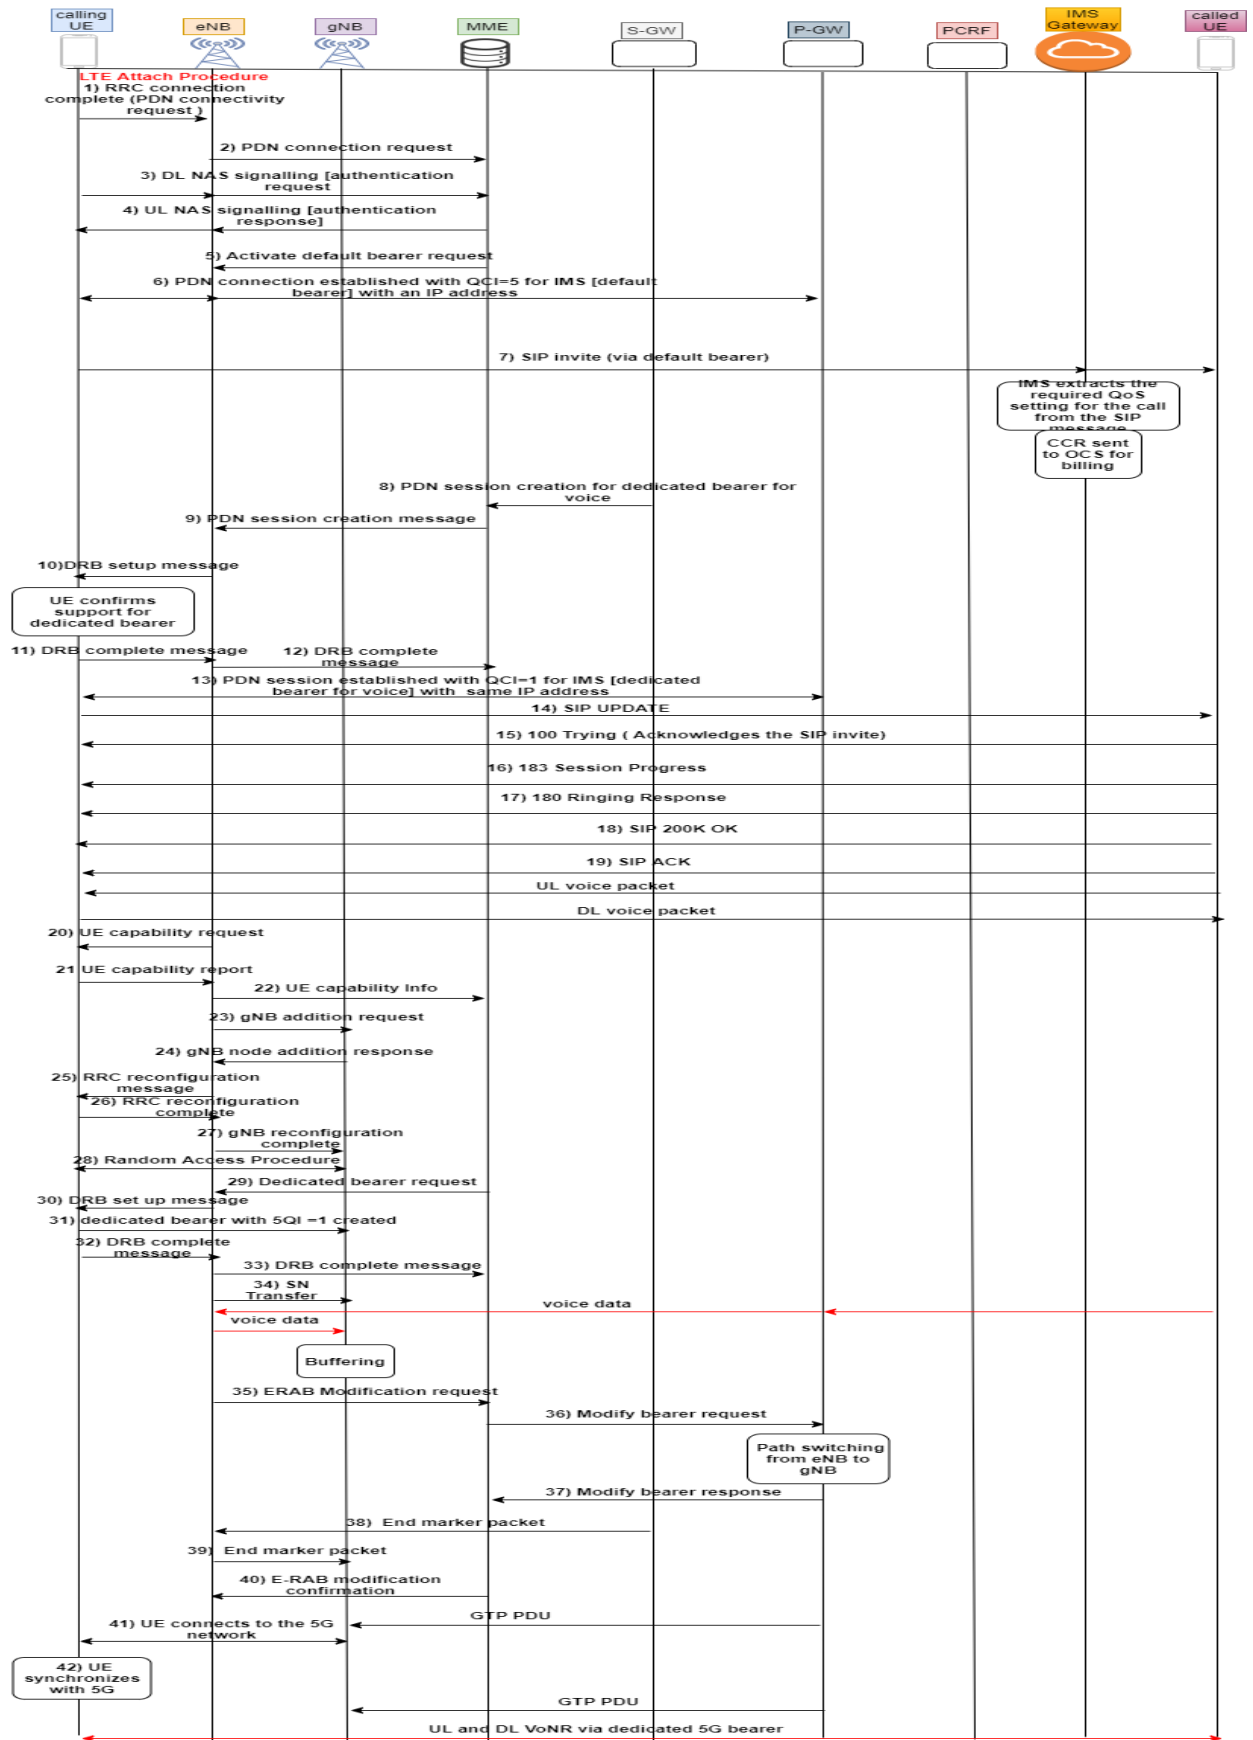 calling
UE
eNB
gNB
MME
S-GW
P-GW
PCRF
IMS
Gateway
called
UE
LTE Attach Procedure
1) RRC connection
complete (PDN connectivity
request )
2) PDN connection request
3) DL NAS signalling [authentication
request
4) UL NAS signalling [authentication
response]
5) Activate default bearer request
6) PDN connection established with QCI=5 for IMS [default
bearer] with an IP address
7) SIP invite (via default bearer)
IMS extracts the
required QoS
setting for the call
from the SIP
message
CCR sent
to OCS for
billing
8) PDN session creation for dedicated bearer for
voice
9) PDN session creation message
10)DRB setup message
UE confirms
support for
dedicated bearer
11) DRB complete message
12) DRB complete
message
13) PDN session established with QCI=1 for IMS [dedicated
bearer for voice] with same IP address
14) SIP UPDATE
15) 100 Trying ( Acknowledges the SIP invite)
16) 183 Session Progress
17) 180 Ringing Response
18) SIP 200K OK
19) SIP ACK
UL voice packet
DL voice packet
20) UE capability request
21 UE capability report
22) UE capability Info
23) gNB addition request
24) gNB node addition response
25) RRC reconfiguration
message
26) RRC reconfiguration
complete
27) gNB reconfiguration
complete
28) Random Access Procedure
29) Dedicated bearer request
30) DRB set up message
31) dedicated bearer with 5QI =1 created
32) DRB complete
message
33) DRB complete message
34) SN
Transfer
voice data
voice data
Buffering
35) ERAB Modification request
36) Modify bearer request
Path switching
from eNB to
gNB
37) Modify bearer response
38) End marker packet
39) End marker packet
40) E-RAB modification
confirmation
GTP PDU
41) UE connects to the 5G
network
42) UE
synchronizes
with 5G
GTP PDU
UL and DL VoNR via dedicated 5G bearer